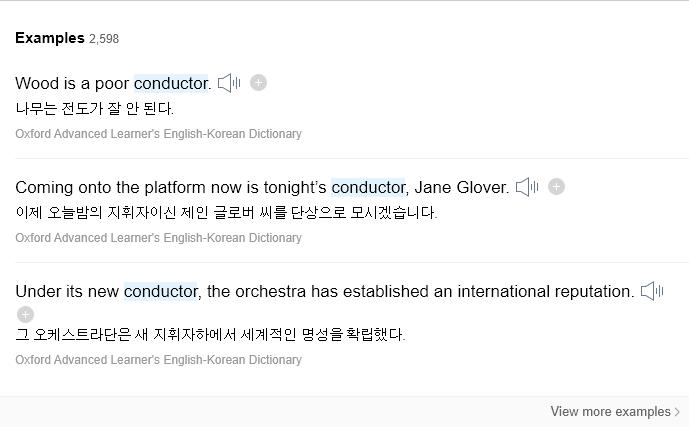 Examples 2,598
Wood is a poor conductor.
나무는 전도가 잘 안 된다.
Oxford Advanced Learner's English-Korean Dictionary
Coming onto the platform now is tonight’s conductor, Jane Glover.
이제 오늘밤의 지휘자이신 제인 글로버 씨를 단상으로 모시겠습니다.
Oxford Advanced Learner's English-Korean Dictionary
Under its new conductor, the orchestra has established an international reputation.
그 오케스트라단은 새 지휘자하에서 세계적인 명성을 확립했다.
Oxford Advanced Learner's English-Korean Dictionary
View more examples